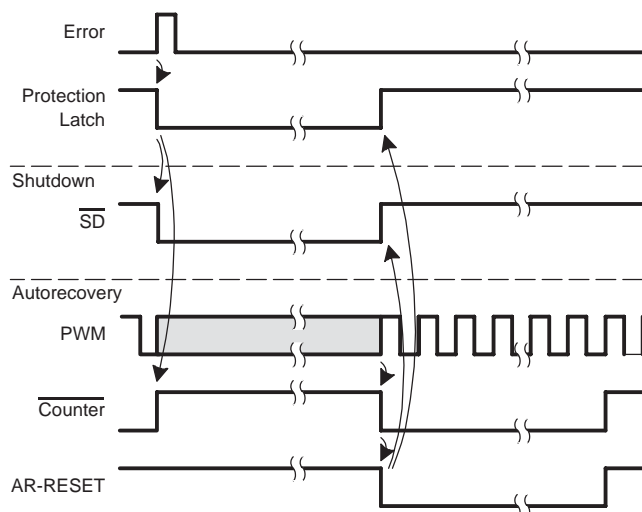 Error
Protection
Latch
Shutdown
SD
Autorecovery
PWM
Counter
AR-RESET